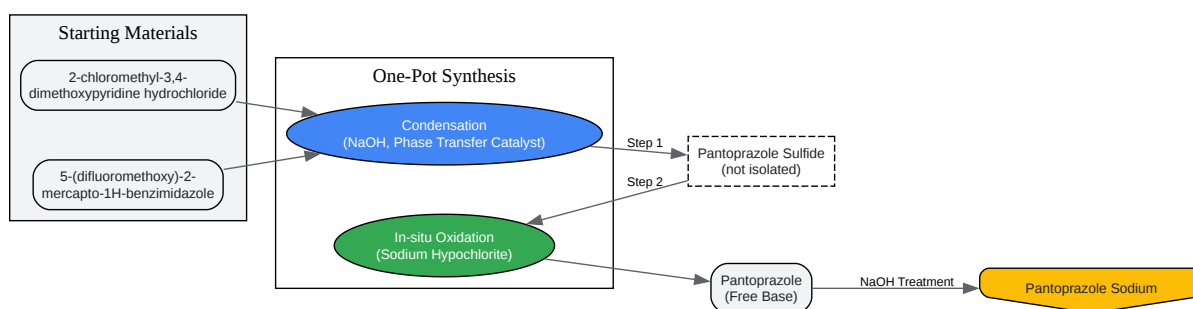 Starting Materials
2-chloromethyl-3,4-
dimethoxypyridine hydrochloride
5-(difluoromethoxy)-2-
mercapto-1H-benzimidazole
One-Pot Synthesis
Condensation
(NaOH, Phase Transfer Catalyst)
Step 1
Pantoprazole Sulfide
(not isolated)
Step 2
In-situ Oxidation
(Sodium Hypochlorite)
Pantoprazole
(Free Base)
NaOH Treatment
Pantoprazole Sodium